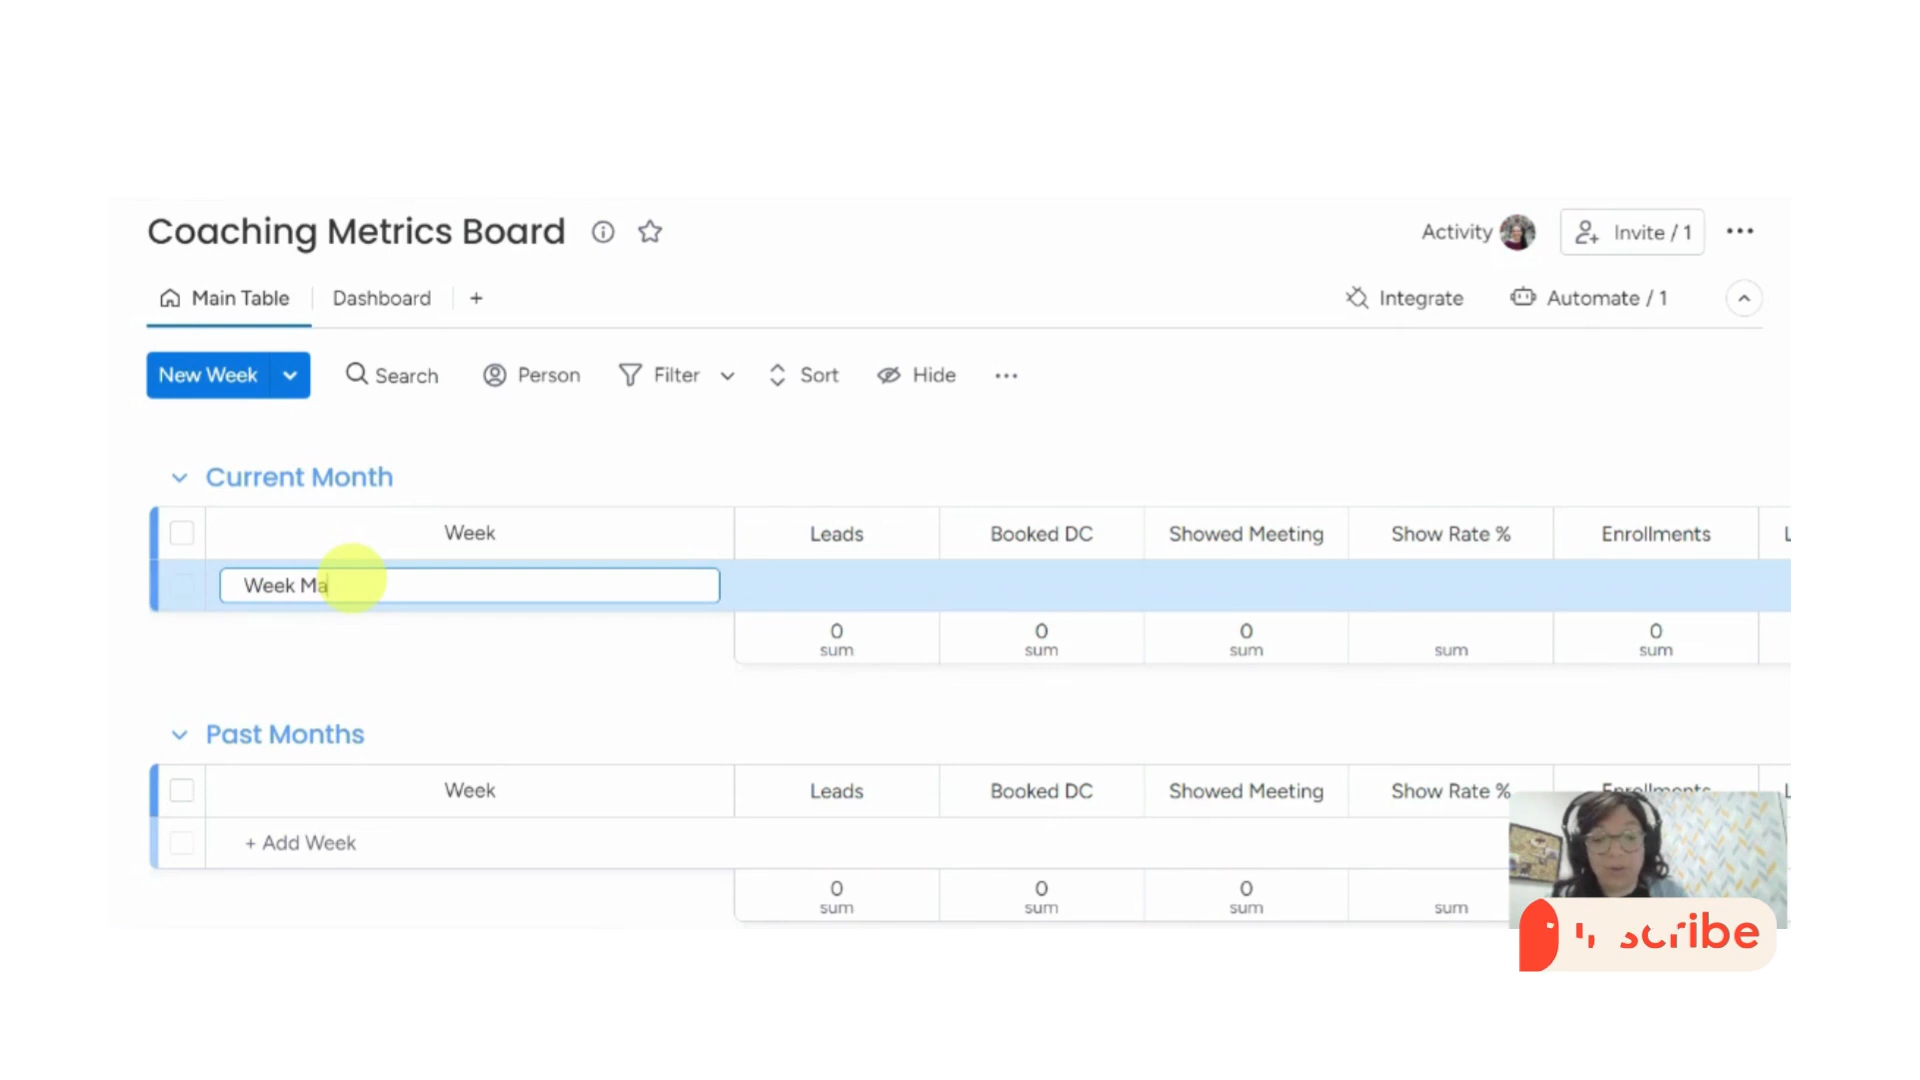 Coaching Metrics Board
Activity
Invite / 1
Main Table
Dashboard
+
Integrate
Automate / 1
New Week
Search
Person
Filter
Sort
Hide
Current Month
Week Leads Booked DC Showed Meeting Show Rate % Enrollments L
Week Ma
0 0 0 0
sum sum sum sum sum
Past Months
Week Leads Booked DC Showed Meeting Show Rate % Enrollments L
+ Add Week
0 0 0
sum sum sum sum
scribe